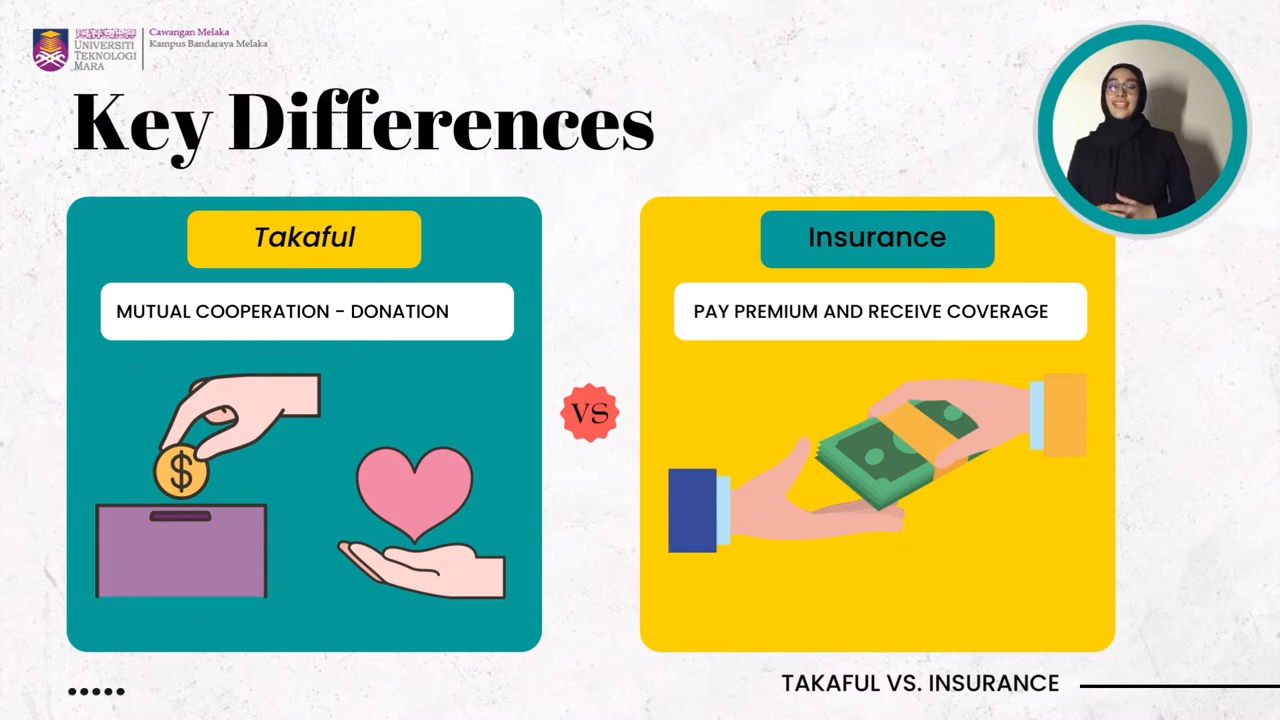 UNIVERSITI
TEKNOLOGI
MARA
Cawangan Melaka
Kampus Bandaraya Melaka
Key Differences
Takaful
MUTUAL COOPERATION - DONATION
$
VS
Insurance
PAY PREMIUM AND RECEIVE COVERAGE
TAKAFUL VS. INSURANCE